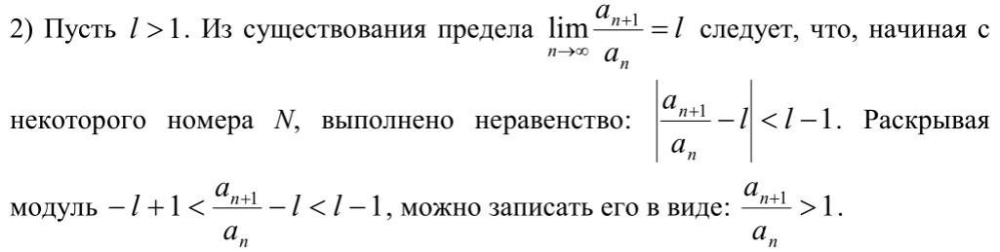 2) Пусть $l > 1$. Из существования предела $\lim\limits_{n \to \infty} \frac{a_{n+1}}{a_n} = l$ следует, что, начиная с
некоторого номера N, выполнено неравенство: $\left| \frac{a_{n+1}}{a_n} - l \right| < l - 1$. Раскрывая
модуль $-l + 1 < \frac{a_{n+1}}{a_n} - l < l - 1$, можно записать его в виде: $\frac{a_{n+1}}{a_n} > 1$.